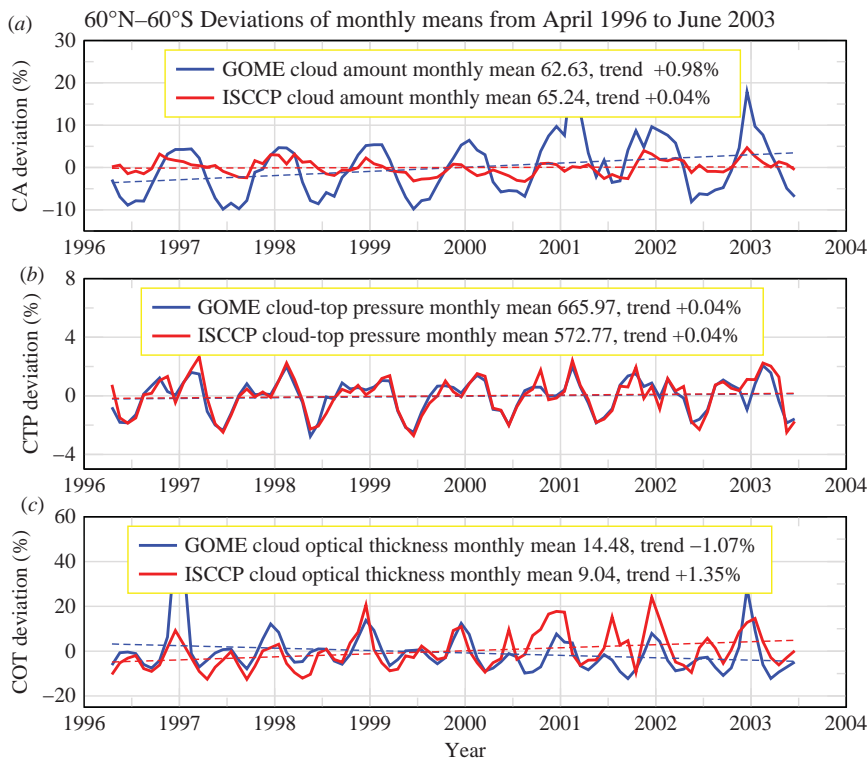 60°N–60°S Deviations of monthly means from April 1996 to June 2003
(a)
30
20
10
0
−10
CA deviation (%)
GOME cloud amount monthly mean 62.63, trend +0.98%
ISCCP cloud amount monthly mean 65.24, trend +0.04%
1996 1997 1998 1999 2000 2001 2002 2003 2004
(b)
8
4
0
−4
CTP deviation (%)
GOME cloud-top pressure monthly mean 665.97, trend +0.04%
ISCCP cloud-top pressure monthly mean 572.77, trend +0.04%
1996 1997 1998 1999 2000 2001 2002 2003 2004
(c)
60
40
20
0
−20
COT deviation (%)
GOME cloud optical thickness monthly mean 14.48, trend −1.07%
ISCCP cloud optical thickness monthly mean 9.04, trend +1.35%
1996 1997 1998 1999 2000 2001 2002 2003 2004
Year